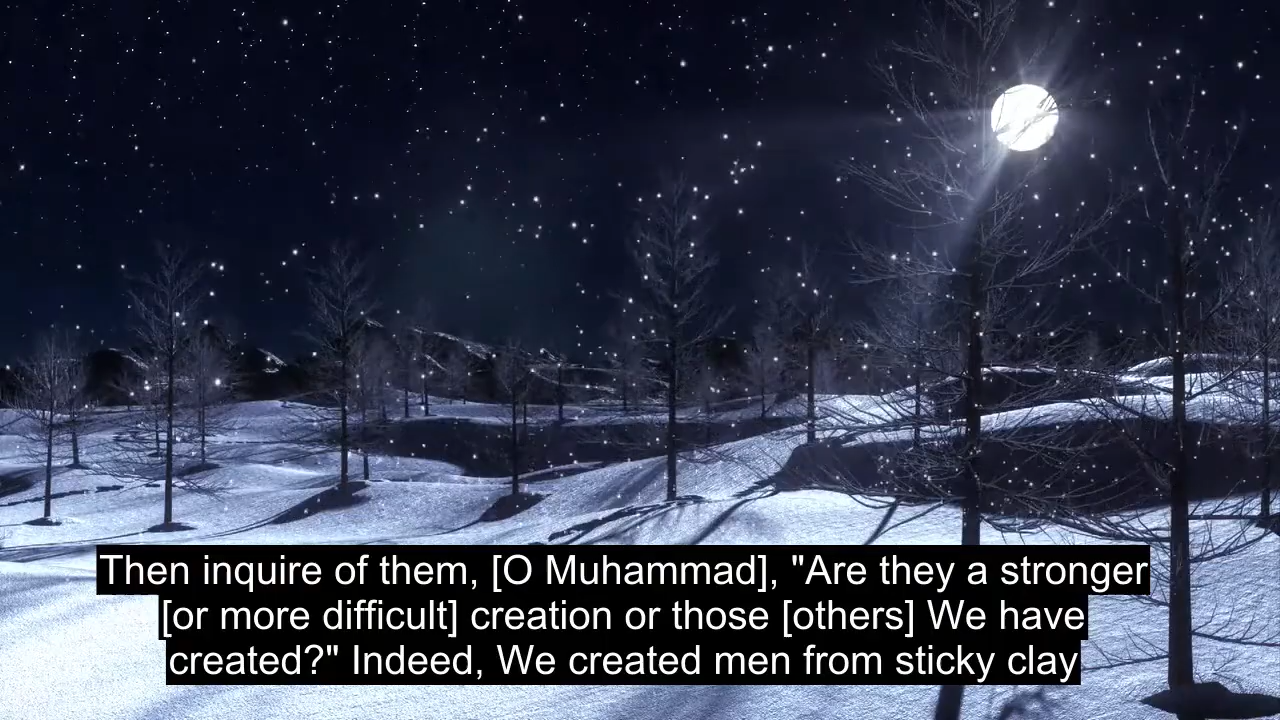 Then inquire of them, [O Muhammad], "Are they a stronger
[or more difficult] creation or those [others] We have
created?" Indeed, We created men from sticky clay